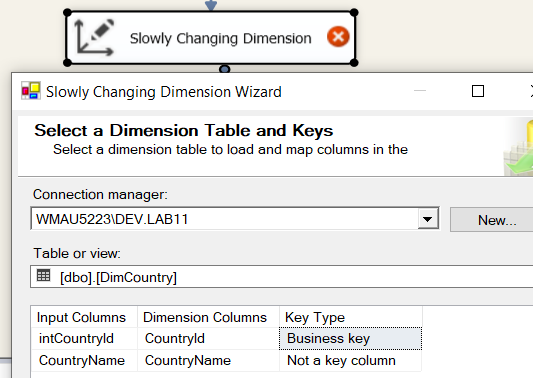 Slowly Changing Dimension
Slowly Changing Dimension Wizard
Select a Dimension Table and Keys
Select a dimension table to load and map columns in the
Connection manager:
WMAU5223\DEV.LAB11
New...
Table or view:
[dbo].[DimCountry]
Input Columns Dimension Columns Key Type
intCountryId CountryId Business key
CountryName CountryName Not a key column